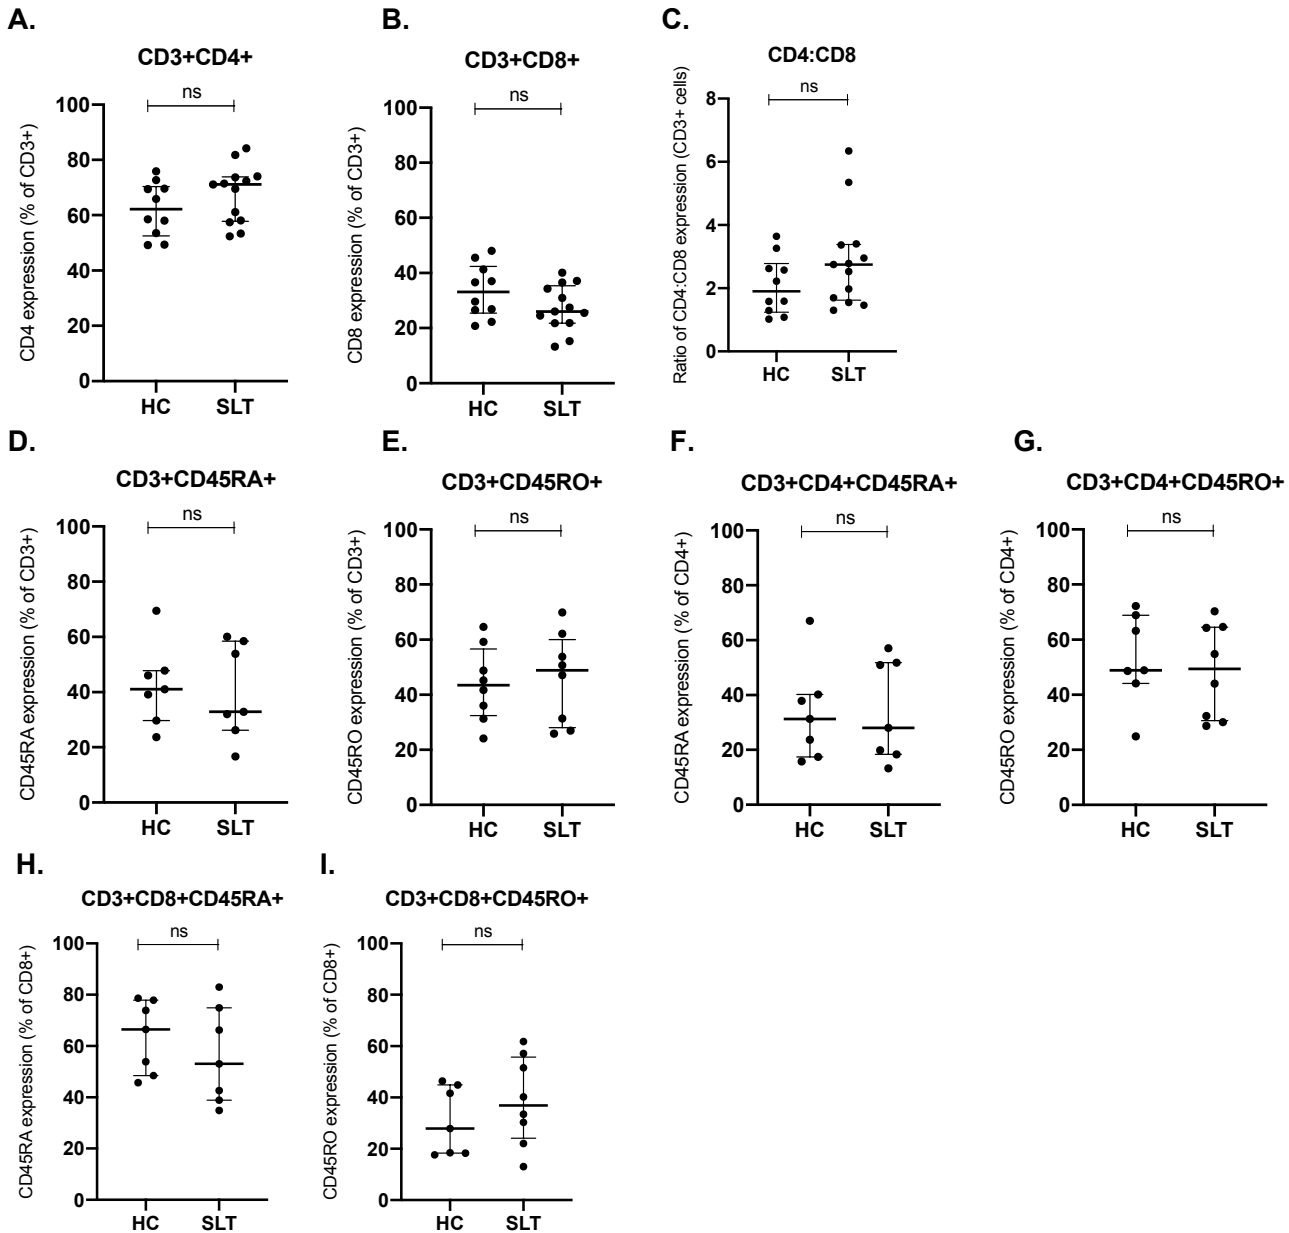 A.
B.
C.
CD3+CD4+
CD3+CD8+
CD4:CD8
ns
ns
ns
CD4 expression (% of CD3+)
100
80
60
40
20
0
HC
SLT
CD8 expression (% of CD3+)
100
80
60
40
20
0
HC
SLT
Ratio of CD4:CD8 expression (CD3+ cells)
8
6
4
2
0
HC
SLT
D.
E.
F.
G.
CD3+CD45RA+
CD3+CD45RO+
CD3+CD4+CD45RA+
CD3+CD4+CD45RO+
ns
ns
ns
ns
CD45RA expression (% of CD3+)
100
80
60
40
20
0
HC
SLT
CD45RO expression (% of CD3+)
100
80
60
40
20
0
HC
SLT
CD45RA expression (% of CD4+)
100
80
60
40
20
0
HC
SLT
CD45RO expression (% of CD4+)
100
80
60
40
20
0
HC
SLT
H.
I.
CD3+CD8+CD45RA+
CD3+CD8+CD45RO+
ns
ns
CD45RA expression (% of CD8+)
100
80
60
40
20
0
HC
SLT
CD45RO expression (% of CD8+)
100
80
60
40
20
0
HC
SLT